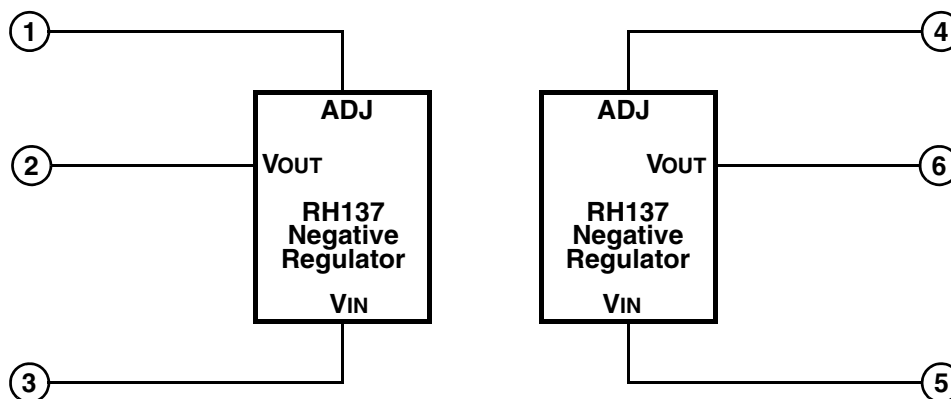 1
4
ADJ
ADJ
2
VOUT
VOUT
6
RH137
Negative
Regulator
RH137
Negative
Regulator
VIN
VIN
3
5